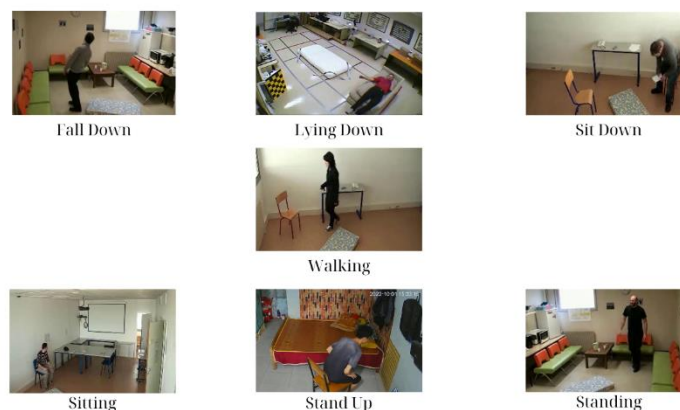 Fall Down
Lying Down
Sit Down
Walking
Sitting
Stand Up
Standing